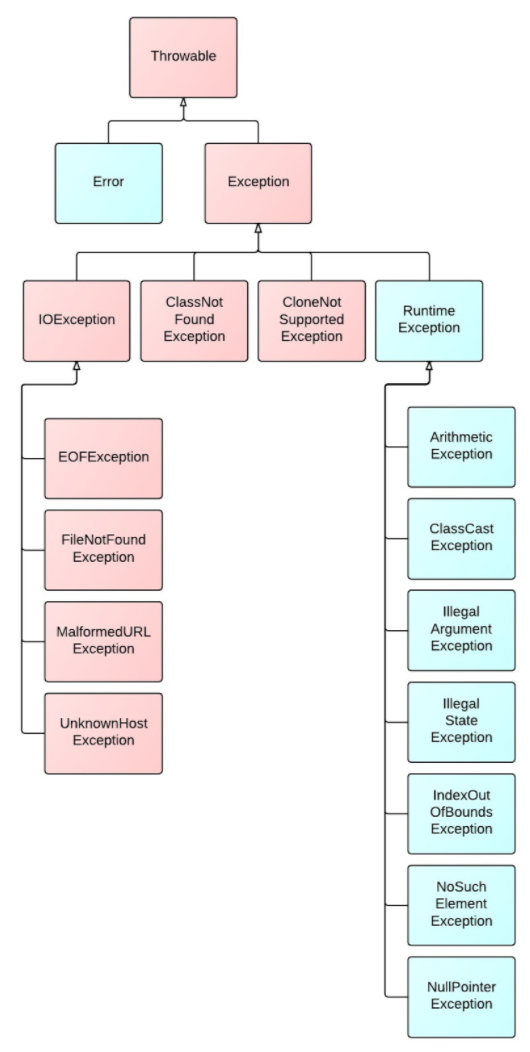 Throwable
Error
Exception
IOException
ClassNot
Found
Exception
CloneNot
Supported
Exception
Runtime
Exception
EOFException
FileNotFound
Exception
MalformedURL
Exception
UnknownHost
Exception
Arithmetic
Exception
ClassCast
Exception
Illegal
Argument
Exception
Illegal
State
Exception
IndexOut
OfBounds
Exception
NoSuch
Element
Exception
NullPointer
Exception